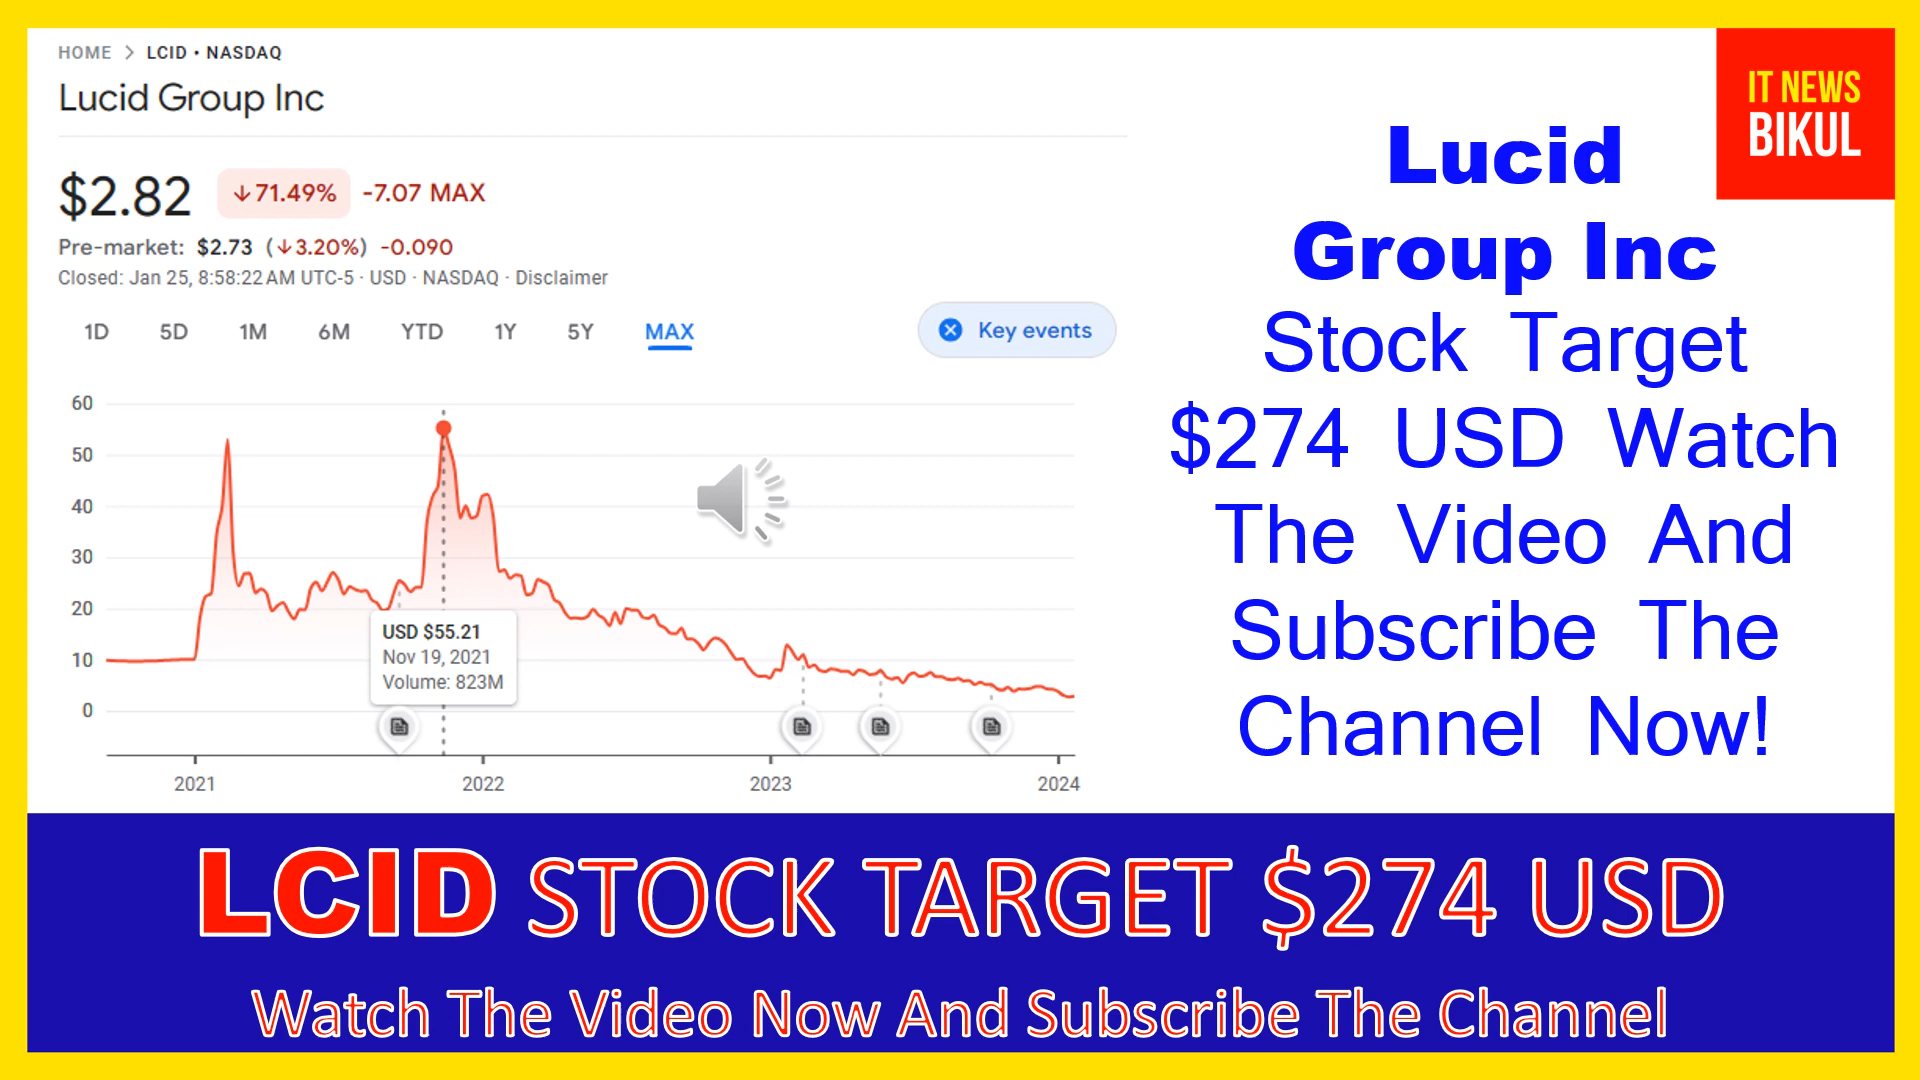 HOME > LCID • NASDAQ
Lucid Group Inc
$2.82 ↓71.49% -7.07 MAX
Pre-market: $2.73 (↓3.20%) -0.090
Closed: Jan 25, 8:58:22 AM UTC-5 · USD · NASDAQ · Disclaimer
1D 5D 1M 6M YTD 1Y 5Y MAX
Key events
60
50
40
30
20
10
0
USD $55.21
Nov 19, 2021
Volume: 823M
2021 2022 2023 2024
IT NEWS
BIKUL
Lucid
Group Inc
Stock Target
$274 USD Watch
The Video And
Subscribe The
Channel Now!
LCID STOCK TARGET $274 USD
Watch The Video Now And Subscribe The Channel